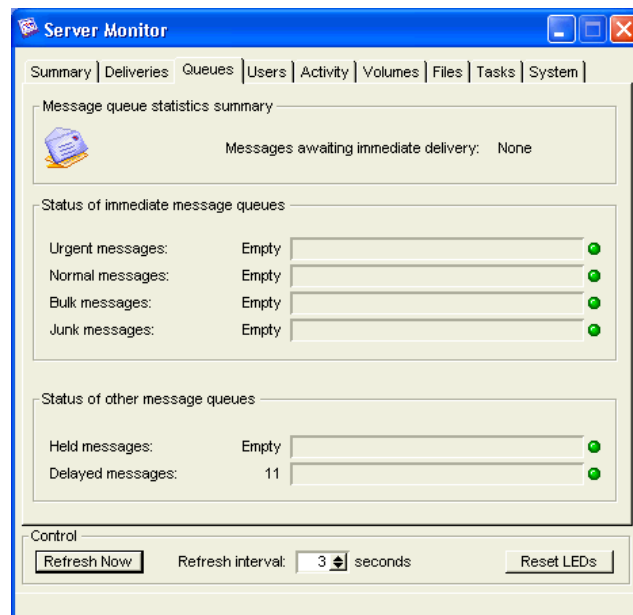 Server Monitor
Summary Deliveries Queues Users Activity Volumes Files Tasks System
Message queue statistics summary
Messages awaiting immediate delivery: None
Status of immediate message queues
Urgent messages: Empty
Normal messages: Empty
Bulk messages: Empty
Junk messages: Empty
Status of other message queues
Held messages: Empty
Delayed messages: 11
Control
Refresh Now Refresh interval: 3 seconds Reset LEDs